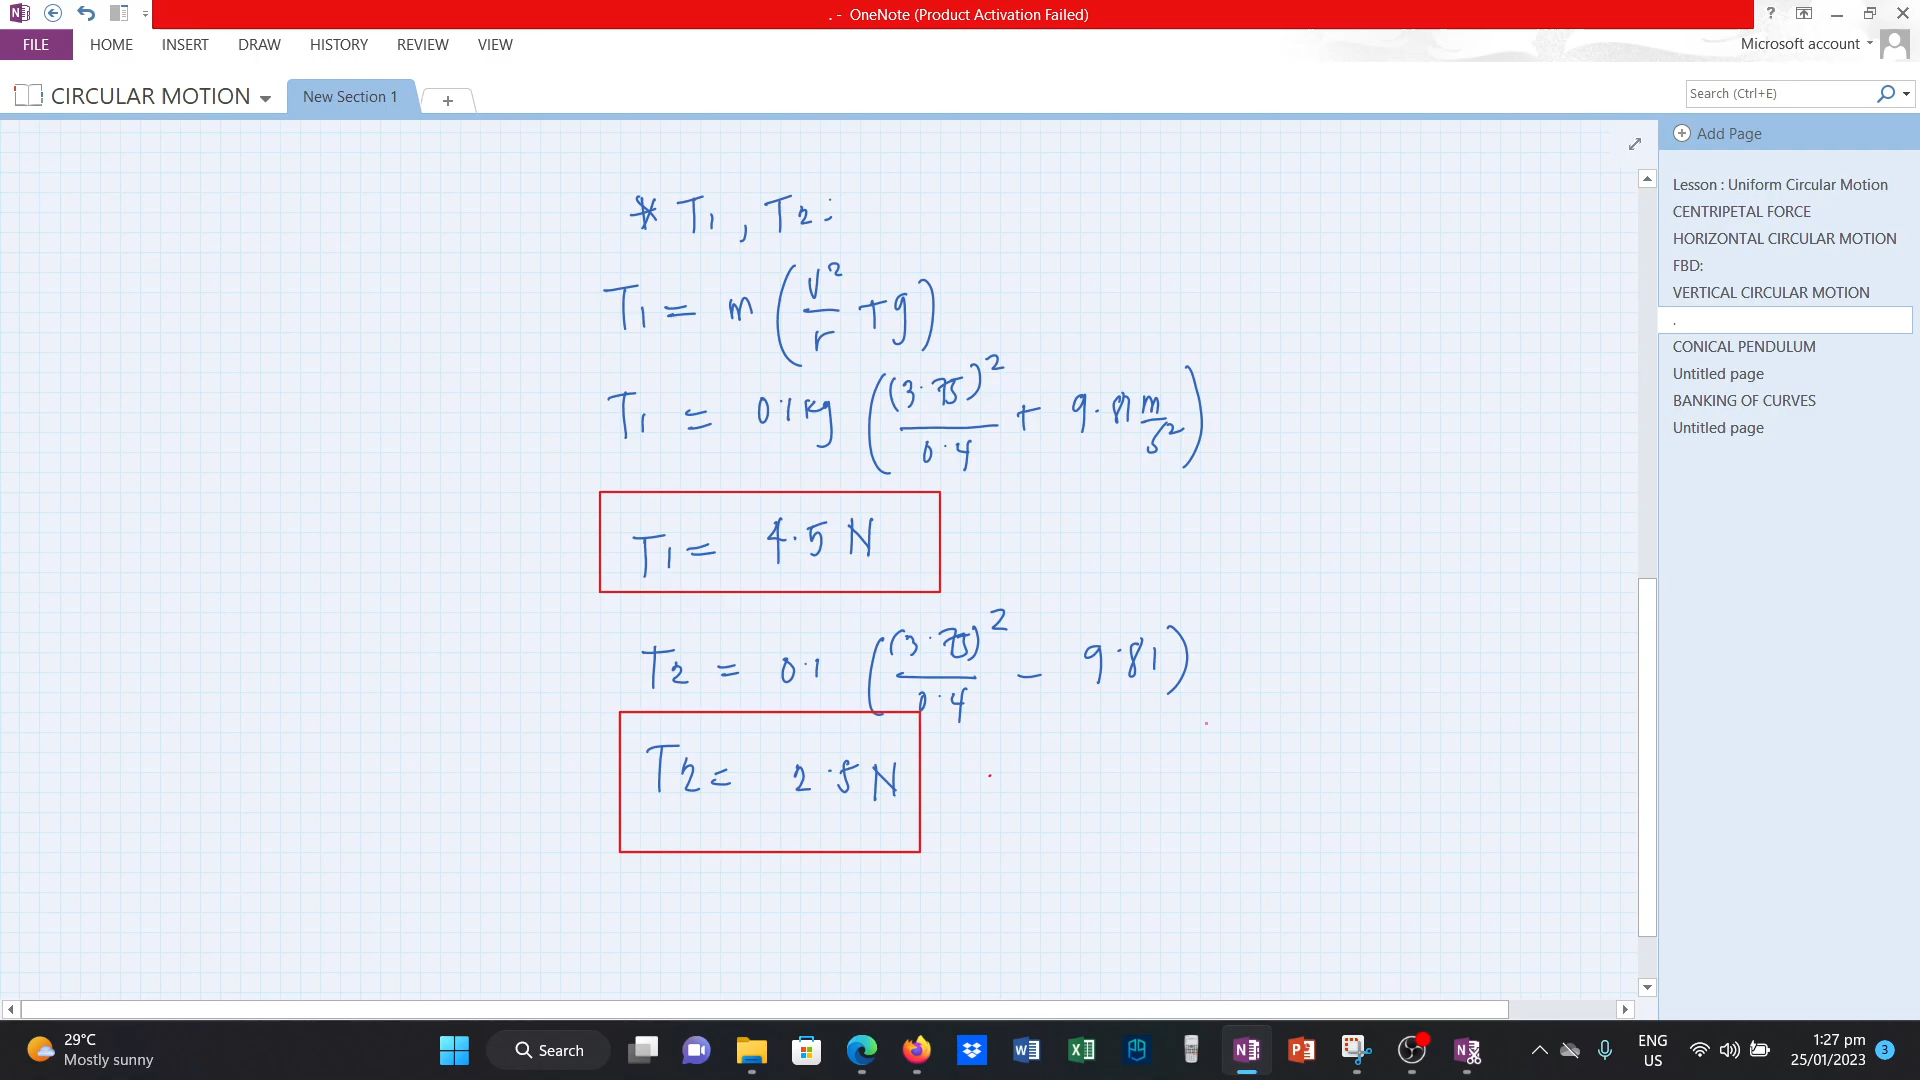 . - OneNote (Product Activation Failed)
FILE HOME INSERT DRAW HISTORY REVIEW VIEW
Microsoft account
CIRCULAR MOTION New Section 1
Search (Ctrl+E)
Add Page
Lesson : Uniform Circular Motion
CENTRIPETAL FORCE
HORIZONTAL CIRCULAR MOTION
FBD:
VERTICAL CIRCULAR MOTION
.
CONICAL PENDULUM
Untitled page
BANKING OF CURVES
Untitled page
* T1 , T2 :
T1 = m (v²/r + g)
T1 = 0.1 kg ((3.75)²/0.4 + 9.81 m/s²)
T1 = 4.5 N
T2 = 0.1 ((3.75)²/0.4 - 9.81)
T2 = 2.5 N
29°C
Mostly sunny
Search
ENG
US
1:27 pm
25/01/2023
3